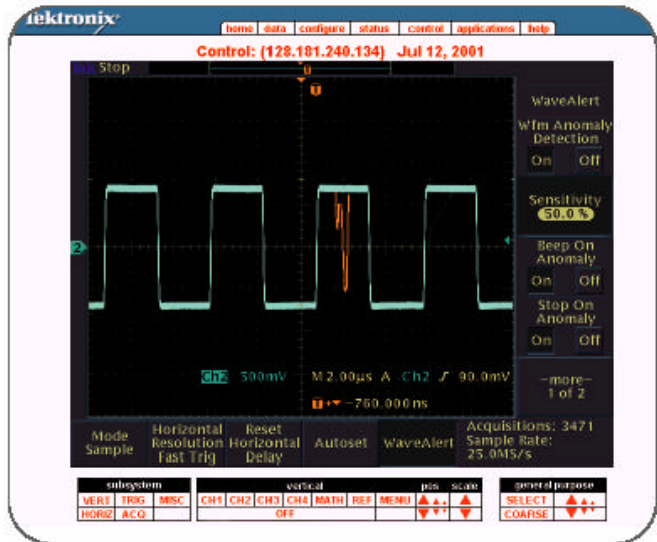 Tektronix
home data configure status control applications help
Control: (128.181.240.134) Jul 12, 2001
Tek Stop
WaveAlert
Wfm Anomaly
Detection
On Off
Sensitivity
50.0 %
2
Beep On
Anomaly
On Off
Stop On
Anomaly
On Off
Ch2 500mV M 2.00µs A Ch2 90.0mV
-760.000ns
-more-
1 of 2
Mode
Sample
Horizontal
Resolution
Fast Trig
Reset
Horizontal
Delay
Autoset
WaveAlert
Acquisitions: 3471
Sample Rate:
25.0MS/s
subsystem vertical pos scale general purpose
VERT TRIG MISC CH1 CH2 CH3 CH4 MATH REF MENU SELECT
HORIZ ACQ OFF COARSE